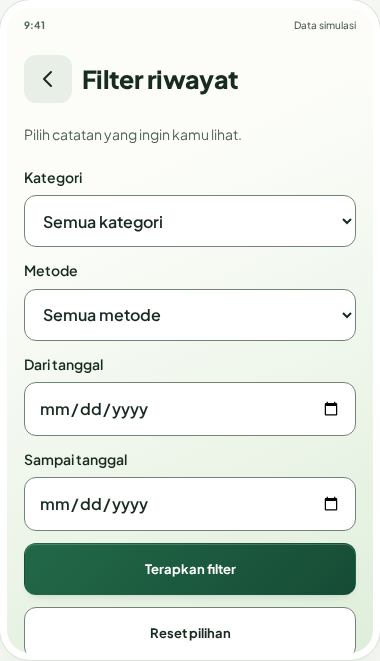 9:41
Data simulasi
Filter riwayat
Pilih catatan yang ingin kamu lihat.
Kategori
Semua kategori
Metode
Semua metode
Dari tanggal
mm/dd/yyyy
Sampai tanggal
mm/dd/yyyy
Terapkan filter
Reset pilihan